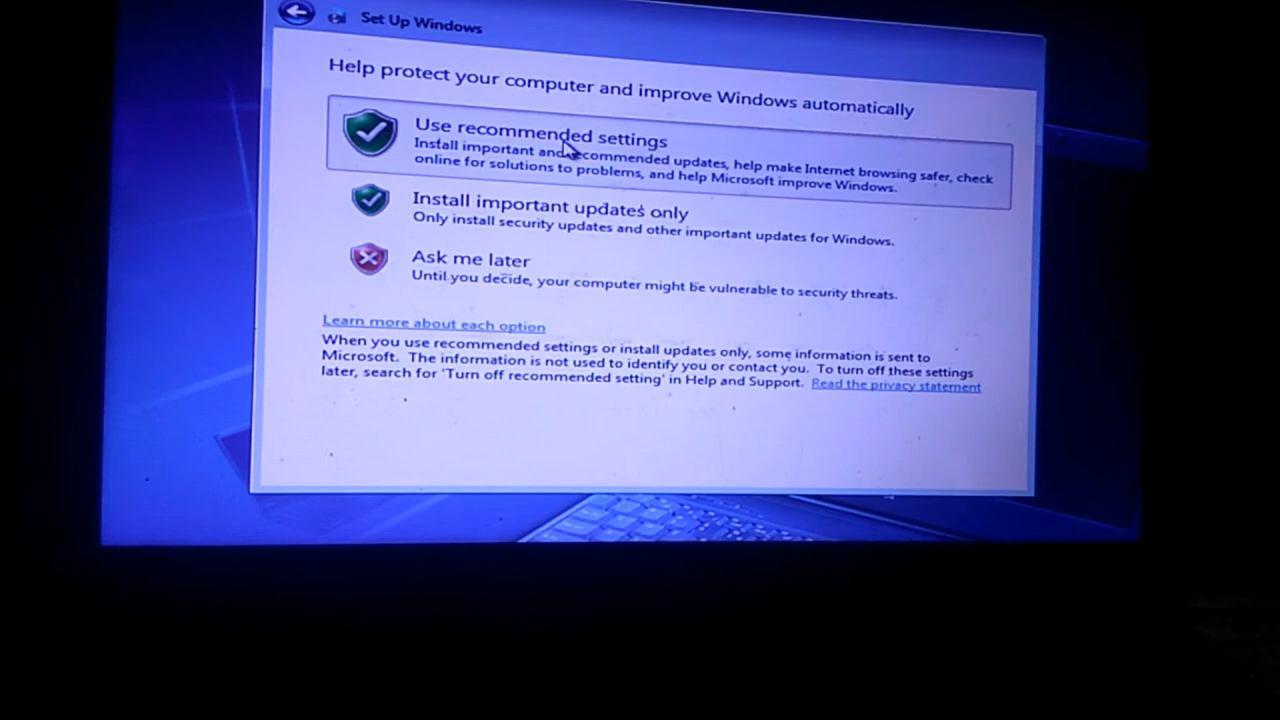 Set Up Windows
Help protect your computer and improve Windows automatically
Use recommended settings
Install important and recommended updates, help make Internet browsing safer, check
online for solutions to problems, and help Microsoft improve Windows.
Install important updates only
Only install security updates and other important updates for Windows.
Ask me later
Until you decide, your computer might be vulnerable to security threats.
Learn more about each option
When you use recommended settings or install updates only, some information is sent to
Microsoft. The information is not used to identify you or contact you. To turn off these settings
later, search for 'Turn off recommended setting' in Help and Support. Read the privacy statement